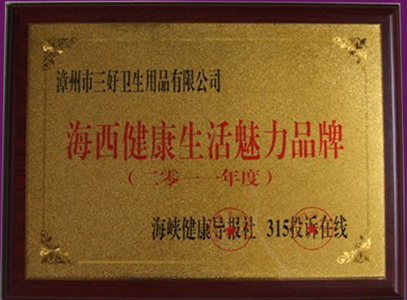 漳州市三好卫生用品有限公司
海西健康生活魅力品牌
(二零一一年度)
海峡健康导报社 315投诉在线